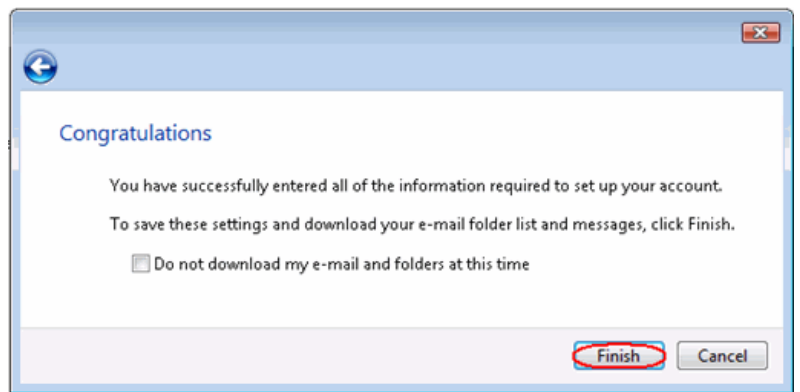 Congratulations
You have successfully entered all of the information required to set up your account.
To save these settings and download your e-mail folder list and messages, click Finish.
Do not download my e-mail and folders at this time
Finish
Cancel